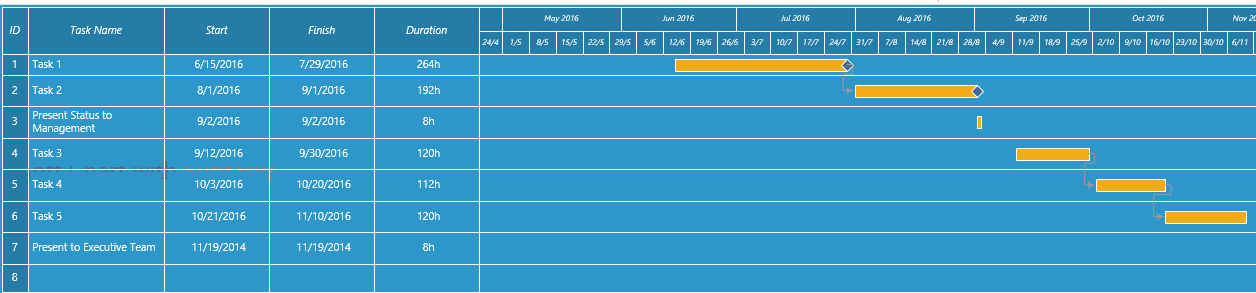 ID Task Name Start Finish Duration
May 2016 Jun 2016 Jul 2016 Aug 2016 Sep 2016 Oct 2016 Nov 20
24/4 1/5 8/5 15/5 22/5 29/5 5/6 12/6 19/6 26/6 3/7 10/7 17/7 24/7 31/7 7/8 14/8 21/8 28/8 4/9 11/9 18/9 25/9 2/10 9/10 16/10 23/10 30/10 6/11
1 Task 1 6/15/2016 7/29/2016 264h
2 Task 2 8/1/2016 9/1/2016 192h
3 Present Status to
Management 9/2/2016 9/2/2016 8h
4 Task 3 9/12/2016 9/30/2016 120h
5 Task 4 10/3/2016 10/20/2016 112h
6 Task 5 10/21/2016 11/10/2016 120h
7 Present to Executive Team 11/19/2014 11/19/2014 8h
8